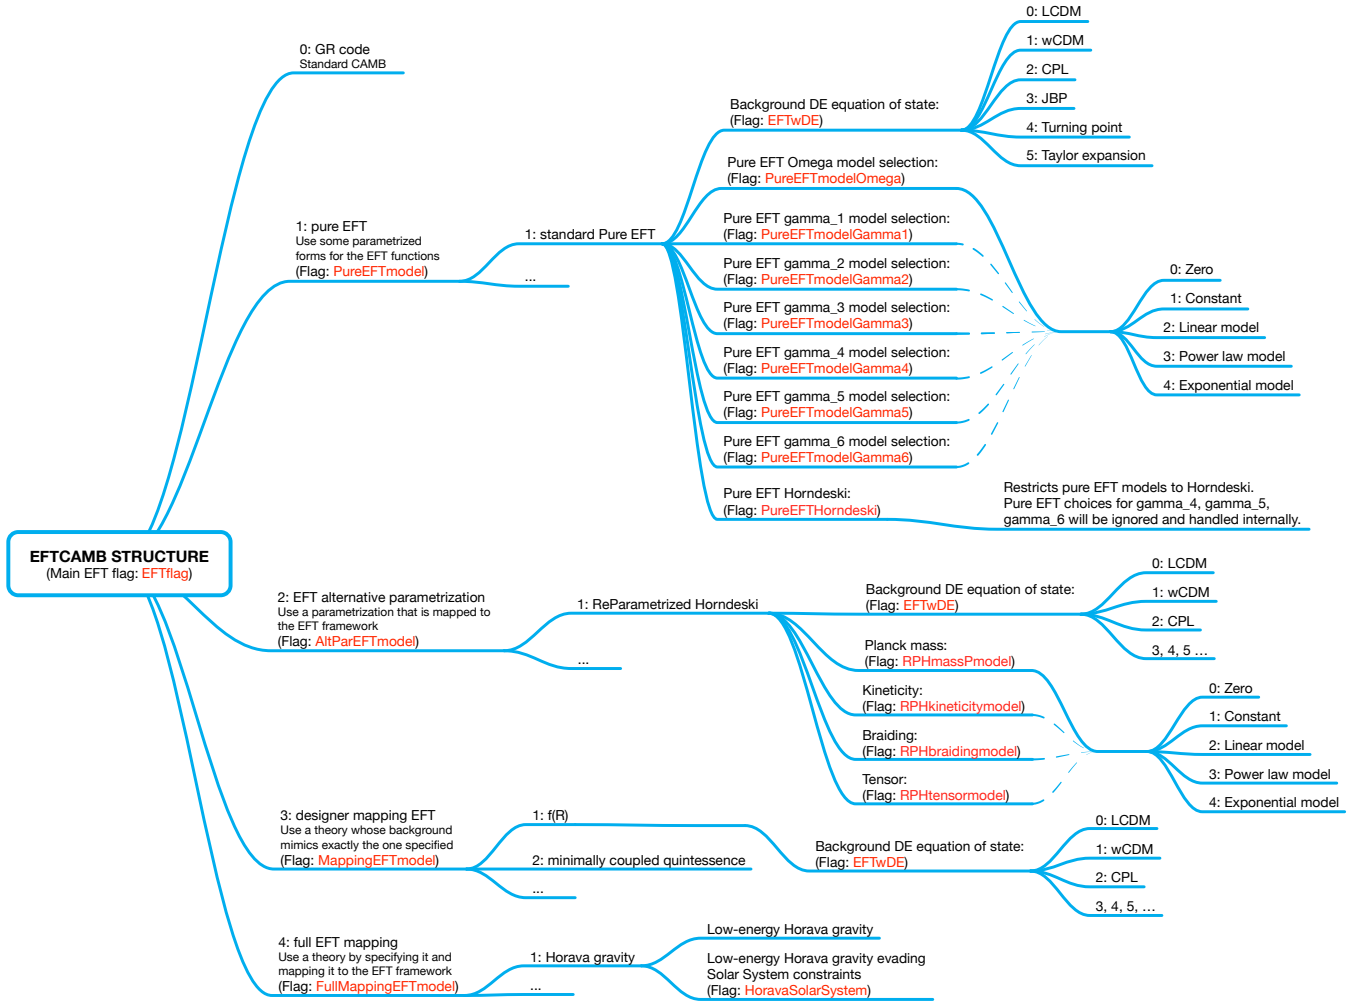 EFTCAMB STRUCTURE
(Main EFT flag: EFTflag)
0: GR code
Standard CAMB
1: pure EFT
Use some parametrized
forms for the EFT functions
(Flag: PureEFTmodel)
1: standard Pure EFT
...
Background DE equation of state:
(Flag: EFTwDE)
0: LCDM
1: wCDM
2: CPL
3: JBP
4: Turning point
5: Taylor expansion
Pure EFT Omega model selection:
(Flag: PureEFTmodelOmega)
Pure EFT gamma_1 model selection:
(Flag: PureEFTmodelGamma1)
Pure EFT gamma_2 model selection:
(Flag: PureEFTmodelGamma2)
Pure EFT gamma_3 model selection:
(Flag: PureEFTmodelGamma3)
Pure EFT gamma_4 model selection:
(Flag: PureEFTmodelGamma4)
Pure EFT gamma_5 model selection:
(Flag: PureEFTmodelGamma5)
Pure EFT gamma_6 model selection:
(Flag: PureEFTmodelGamma6)
0: Zero
1: Constant
2: Linear model
3: Power law model
4: Exponential model
Pure EFT Horndeski:
(Flag: PureEFTHorndeski)
Restricts pure EFT models to Horndeski.
Pure EFT choices for gamma_4, gamma_5,
gamma_6 will be ignored and handled internally.
2: EFT alternative parametrization
Use a parametrization that is mapped to
the EFT framework
(Flag: AltParEFTmodel)
1: ReParametrized Horndeski
...
Background DE equation of state:
(Flag: EFTwDE)
0: LCDM
1: wCDM
2: CPL
3, 4, 5 ...
Planck mass:
(Flag: RPHmassPmodel)
Kineticity:
(Flag: RPHkineticitymodel)
Braiding:
(Flag: RPHbraidingmodel)
Tensor:
(Flag: RPHtensormodel)
0: Zero
1: Constant
2: Linear model
3: Power law model
4: Exponential model
3: designer mapping EFT
Use a theory whose background
mimics exactly the one specified
(Flag: MappingEFTmodel)
1: f(R)
2: minimally coupled quintessence
...
Background DE equation of state:
(Flag: EFTwDE)
0: LCDM
1: wCDM
2: CPL
3, 4, 5, ...
4: full EFT mapping
Use a theory by specifying it and
mapping it to the EFT framework
(Flag: FullMappingEFTmodel)
1: Horava gravity
...
Low-energy Horava gravity
Low-energy Horava gravity evading
Solar System constraints
(Flag: HoravaSolarSystem)